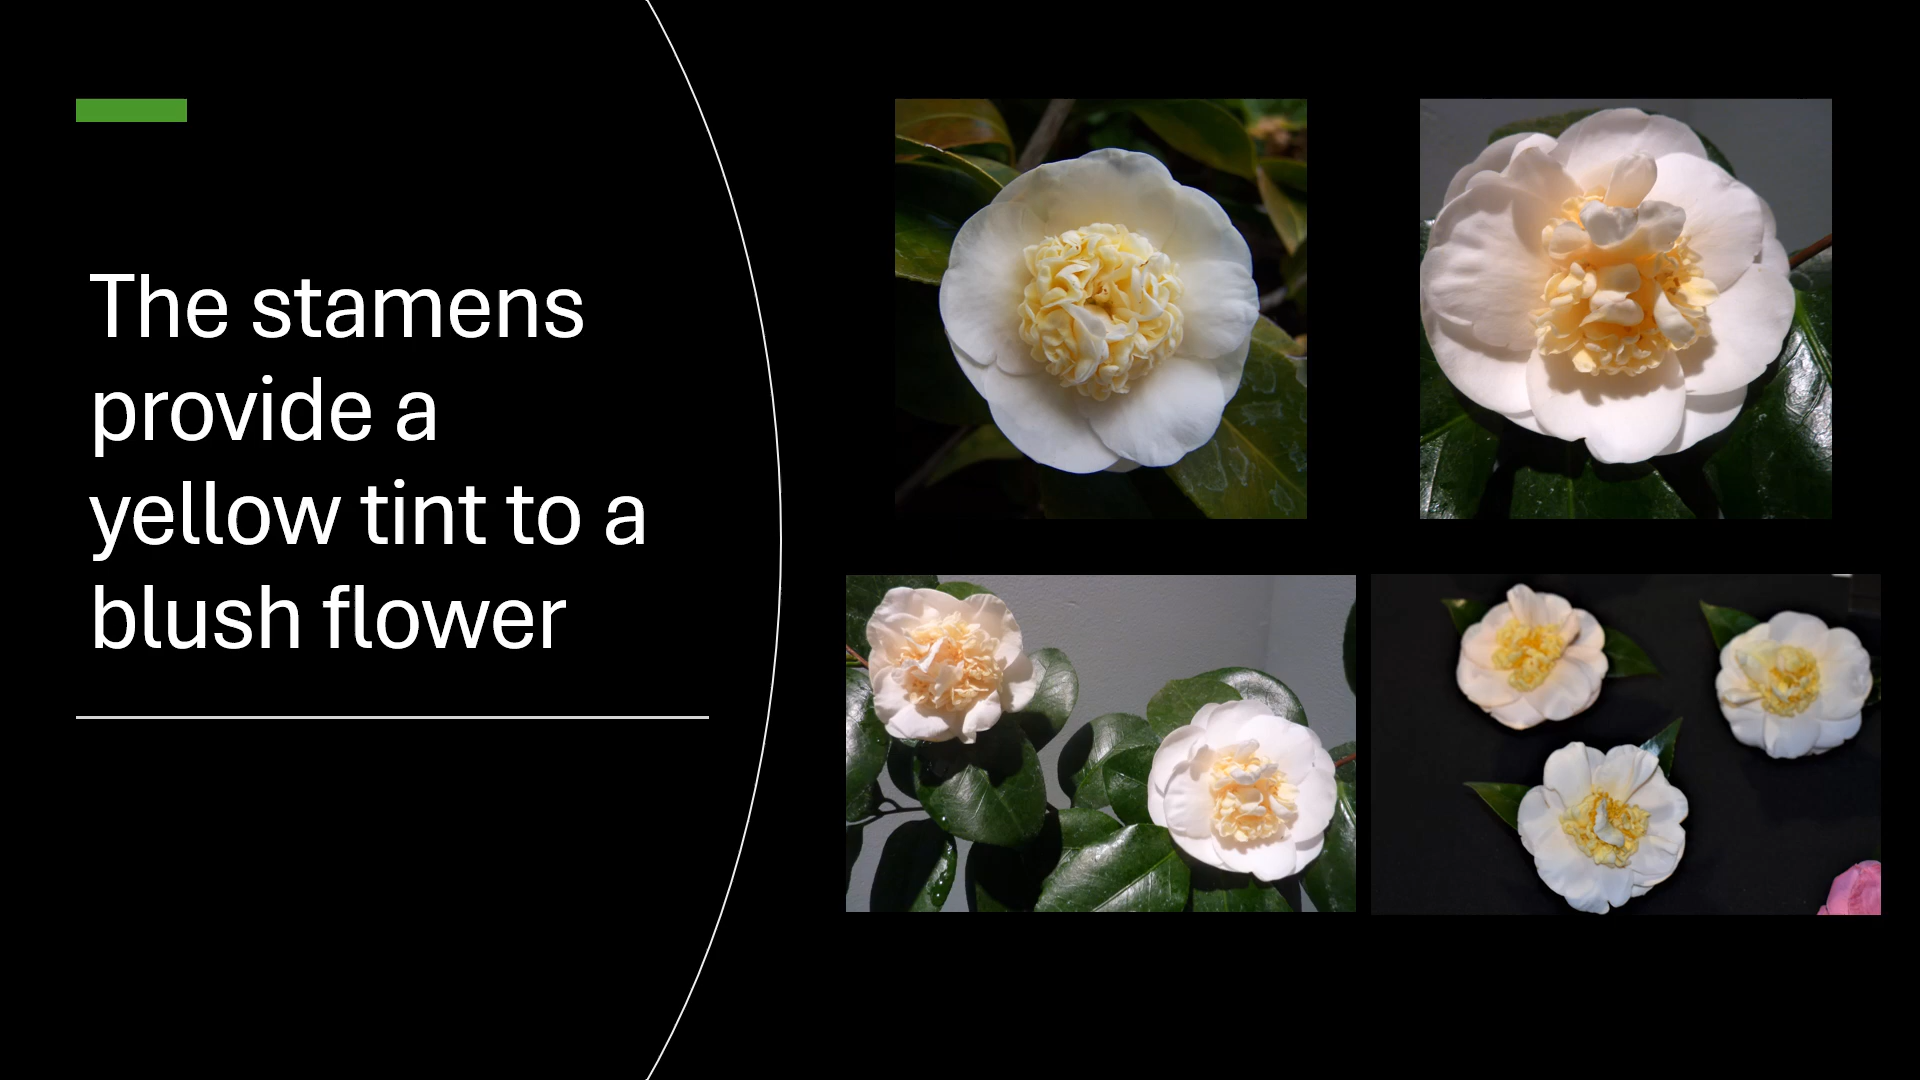 The stamens
provide a
yellow tint to a
blush flower